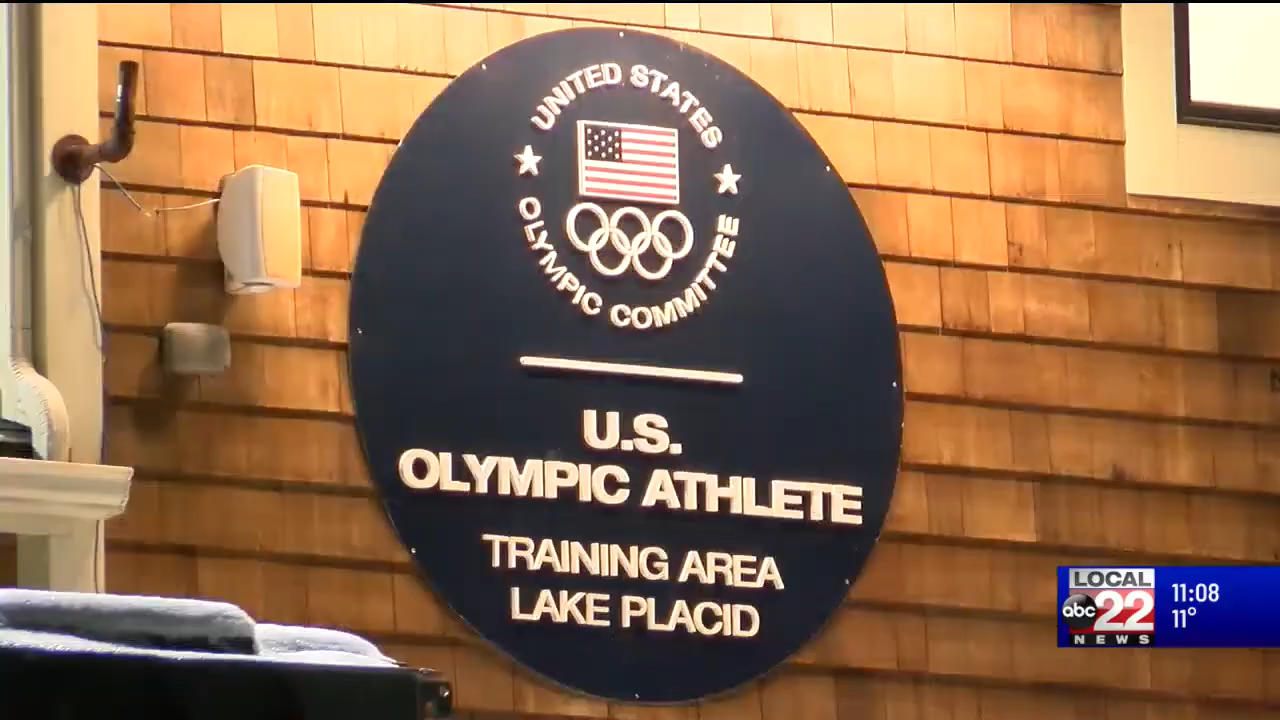 UNITED STATES
OLYMPIC COMMITTEE
U.S.
OLYMPIC ATHLETE
TRAINING AREA
LAKE PLACID
LOCAL
abc 22
NEWS
11:08
11°